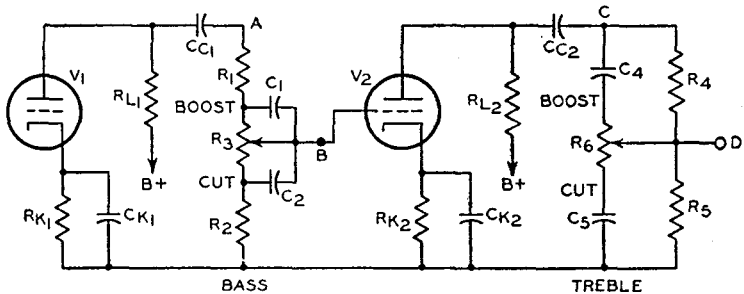 A
C
CC1
CC2
V1
R1
C1
V2
C4
R4
RL1
BOOST
RL2
BOOST
R3
B
R6
D
B+
CUT
C2
B+
CUT
C5
R5
RK1
CK1
R2
RK2
CK2
BASS
TREBLE